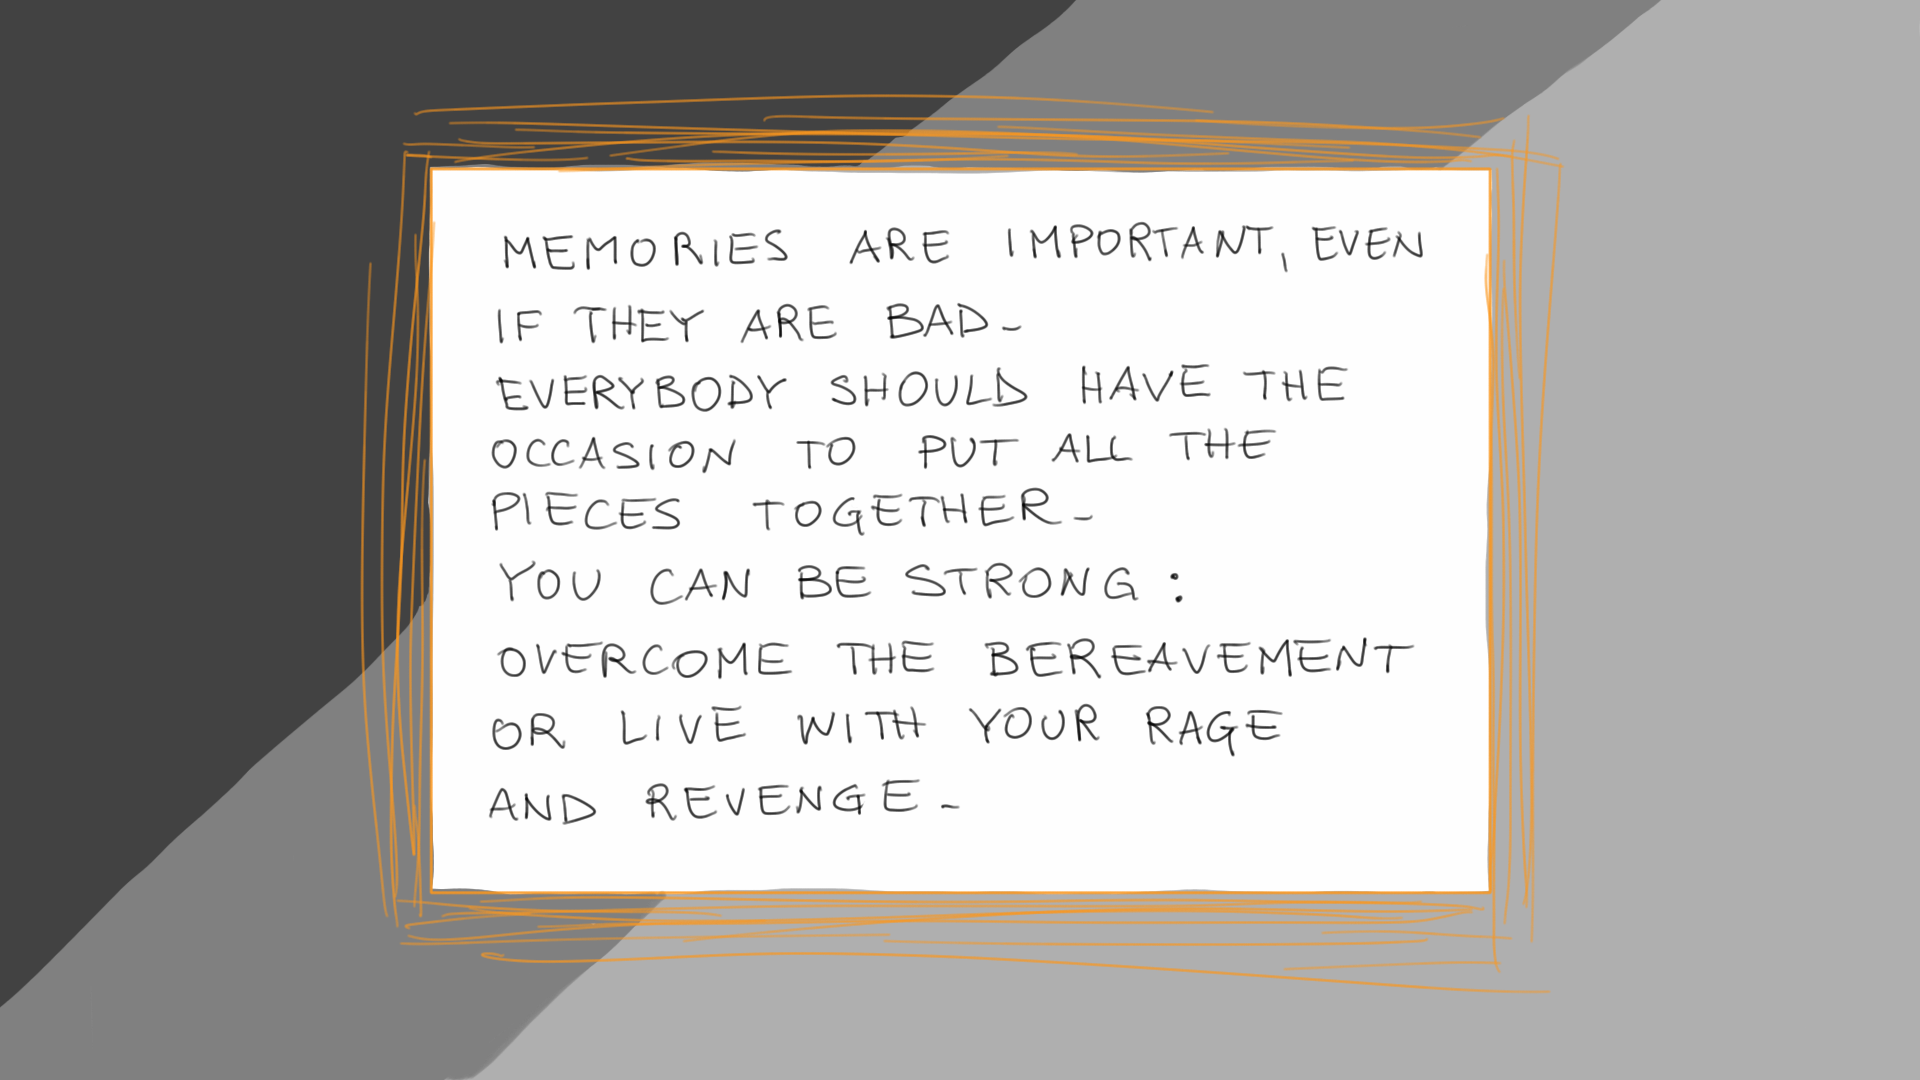 MEMORIES ARE IMPORTANT, EVEN
IF THEY ARE BAD-
EVERYBODY SHOULD HAVE THE
OCCASION TO PUT ALL THE
PIECES TOGETHER-
YOU CAN BE STRONG:
OVERCOME THE BEREAVEMENT
OR LIVE WITH YOUR RAGE
AND REVENGE-